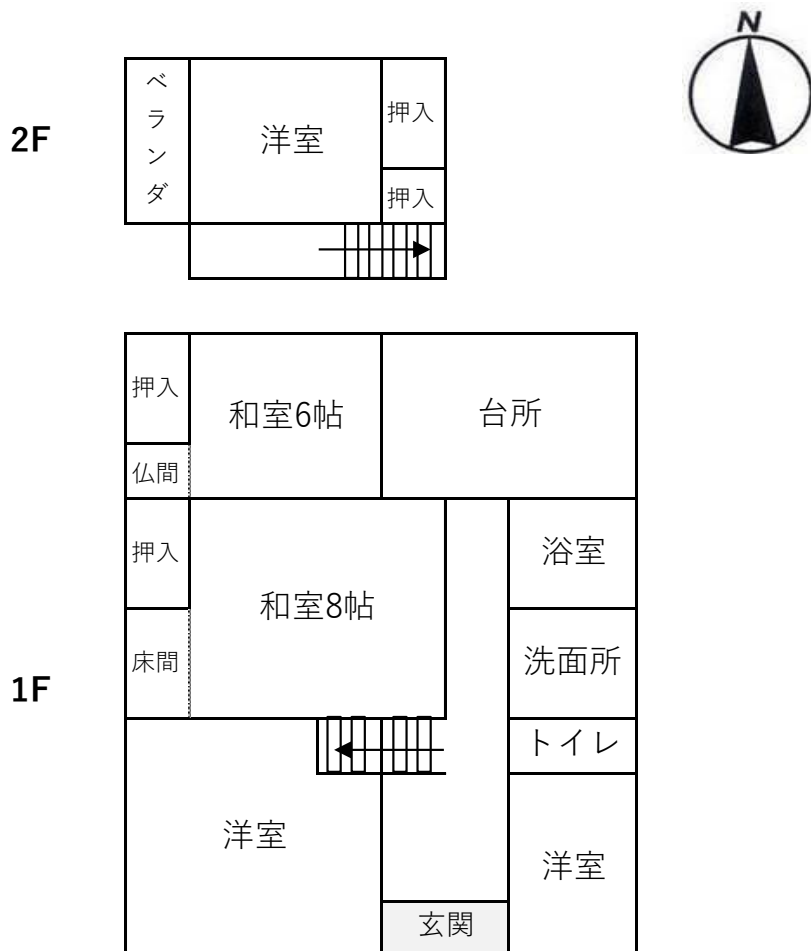 N
2F
ベランダ
洋室
押入
押入
押入
和室6帖
台所
仏間
押入
和室8帖
浴室
床間
洗面所
1F
トイレ
洋室
洋室
玄関